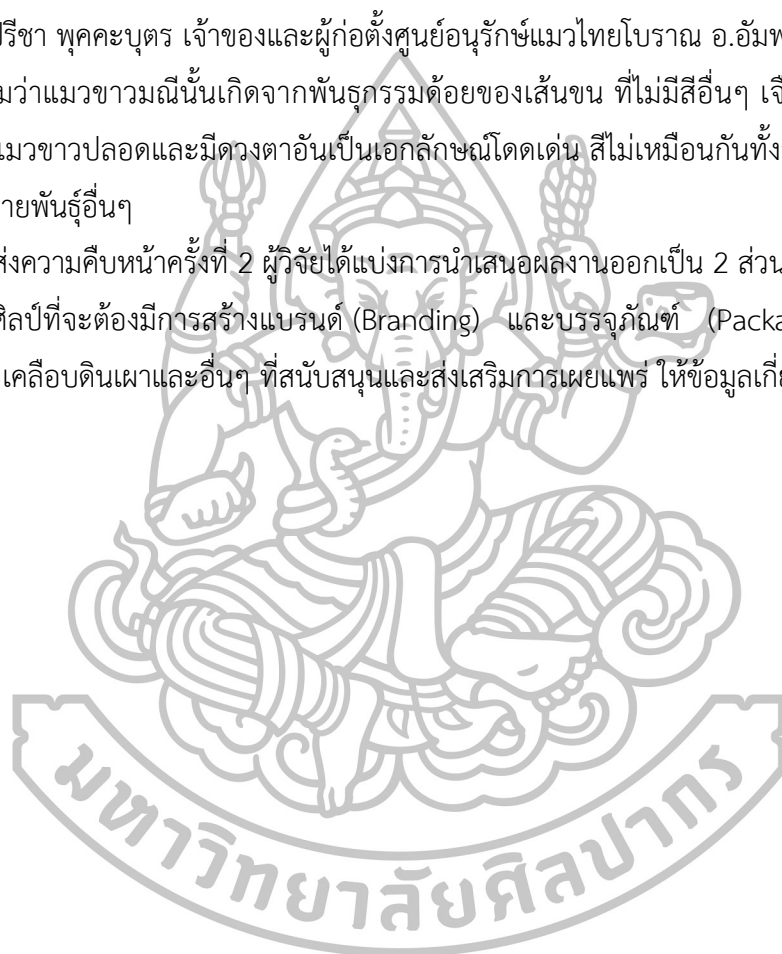 ปรีชา พุคคะบุตร เจ้าของและผู้ก่อตั้งศูนย์อนุรักษ์แมวไทยโบราณ อ.อัมพ
มว่าแมวขาวมณีนั้นเกิดจากพันธุกรรมด้อยของเส้นขน ที่ไม่มีสีอื่นๆ เจื
แมวขาวปลอดและมีดวงตาอันเป็นเอกลักษณ์โดดเด่น สีไม่เหมือนกันทั้ง
ายพันธุ์อื่นๆ
ส่งความคืบหน้าครั้งที่ 2 ผู้วิจัยได้แบ่งการนำเสนอผลงานออกเป็น 2 ส่วน
ศิลป์ที่จะต้องมีการสร้างแบรนด์ (Branding) และบรรจุภัณฑ์ (Packa
เคลือบดินเผาและอื่นๆ ที่สนับสนุนและส่งเสริมการเผยแพร่ ให้ข้อมูลเกี่
มหาวิทยาลัยศิลปากร